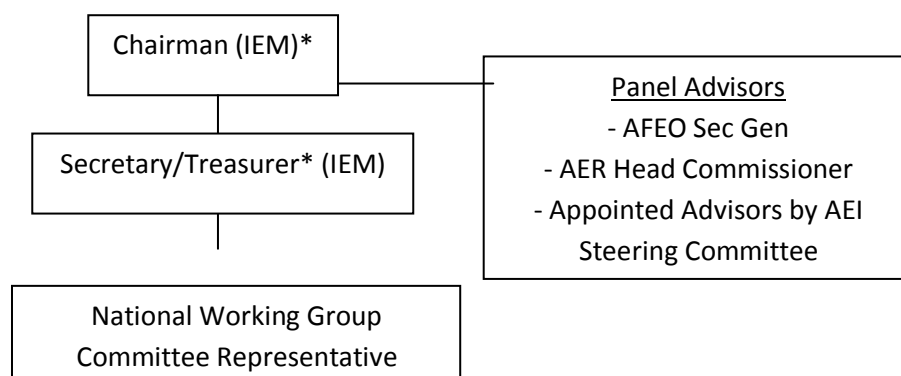 Chairman (IEM)*
Panel Advisors
- AFEO Sec Gen
- AER Head Commissioner
- Appointed Advisors by AEI
Steering Committee
Secretary/Treasurer* (IEM)
National Working Group
Committee Representative